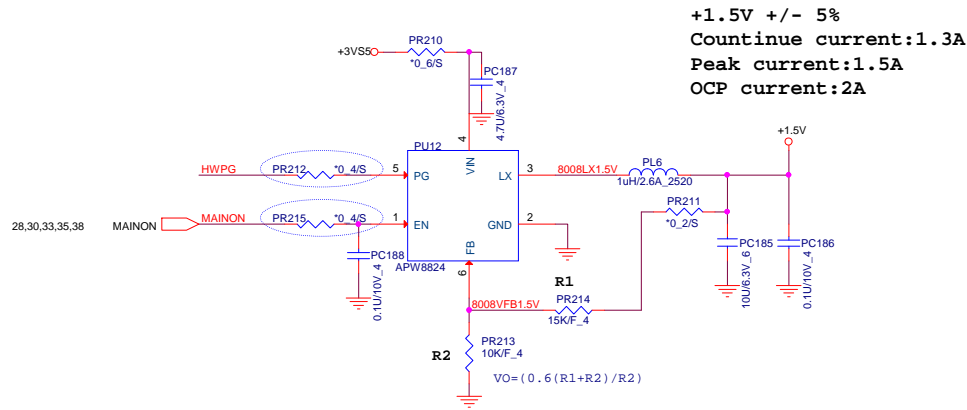 +1.5V +/- 5%
Countinue current:1.3A
Peak current:1.5A
OCP current:2A
+3VS5
PR210
*0_6/S
PC187
4.7U/6.3V_4
+1.5V
PU12
4
VIN
HWPG
PR212
*0_4/S
5
PG
LX
3
8008LX1.5V
PL6
1uH/2.6A_2520
28,30,33,35,38
MAINON
MAINON
PR215
*0_4/S
1
EN
GND
2
PR211
*0_2/S
FB
6
APW8824
PC188
0.1U/10V_4
PC185
10U/6.3V_6
PC186
0.1U/10V_4
R1
8008VFB1.5V
PR214
15K/F_4
R2
PR213
10K/F_4
VO=(0.6(R1+R2)/R2)